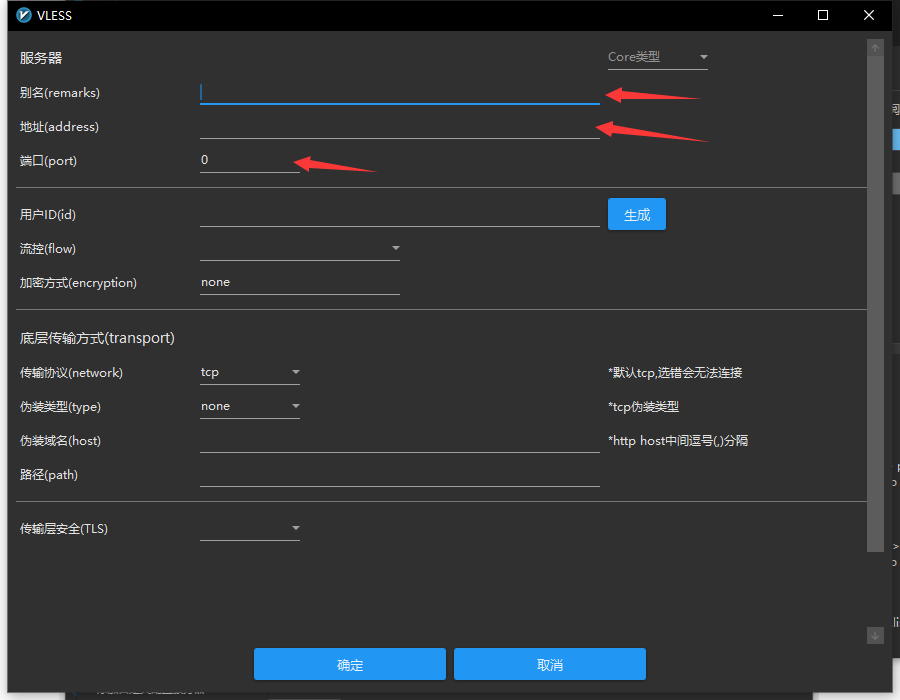 VLESS
服务器
Core类型
别名(remarks)
地址(address)
端口(port)
0
用户ID(id)
生成
流控(flow)
加密方式(encryption)
none
底层传输方式(transport)
传输协议(network)
tcp
*默认tcp,选错会无法连接
伪装类型(type)
none
*tcp伪装类型
伪装域名(host)
*http host中间逗号(,)分隔
路径(path)
传输层安全(TLS)
确定
取消